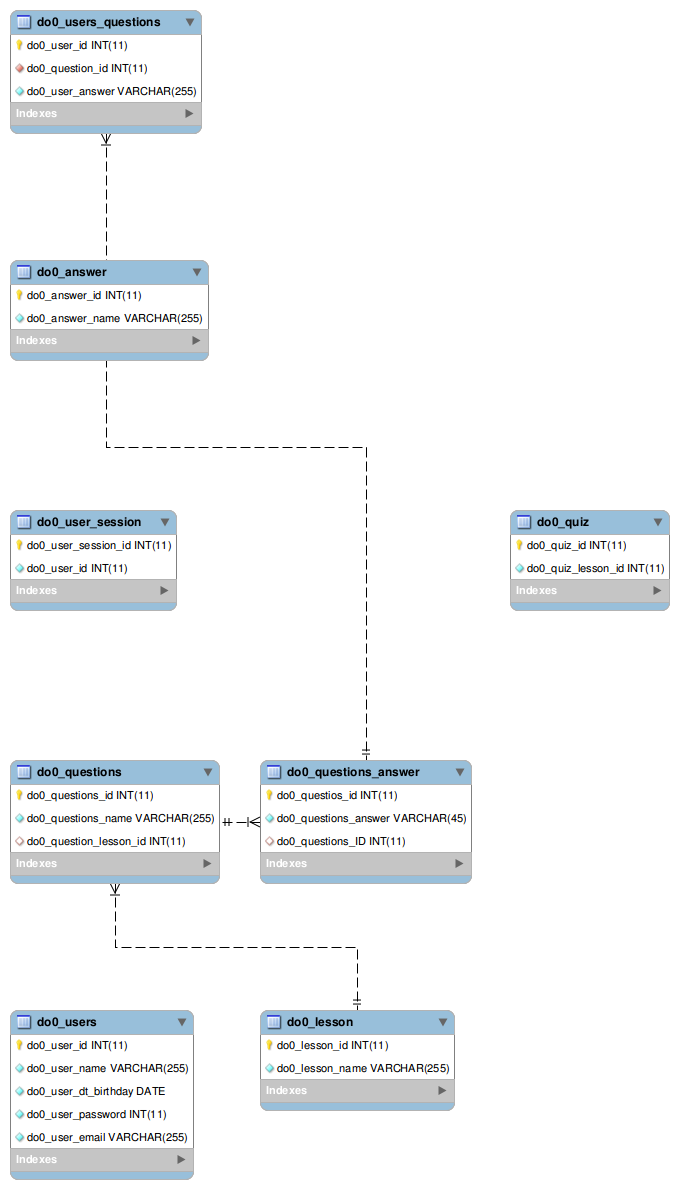 do0_users_questions
do0_user_id INT(11)
do0_question_id INT(11)
do0_user_answer VARCHAR(255)
Indexes
do0_answer
do0_answer_id INT(11)
do0_answer_name VARCHAR(255)
Indexes
do0_user_session
do0_user_session_id INT(11)
do0_user_id INT(11)
Indexes
do0_quiz
do0_quiz_id INT(11)
do0_quiz_lesson_id INT(11)
Indexes
do0_questions
do0_questions_id INT(11)
do0_questions_name VARCHAR(255)
do0_question_lesson_id INT(11)
Indexes
do0_questions_answer
do0_questios_id INT(11)
do0_questions_answer VARCHAR(45)
do0_questions_ID INT(11)
Indexes
do0_users
do0_user_id INT(11)
do0_user_name VARCHAR(255)
do0_user_dt_birthday DATE
do0_user_password INT(11)
do0_user_email VARCHAR(255)
Indexes
do0_lesson
do0_lesson_id INT(11)
do0_lesson_name VARCHAR(255)
Indexes